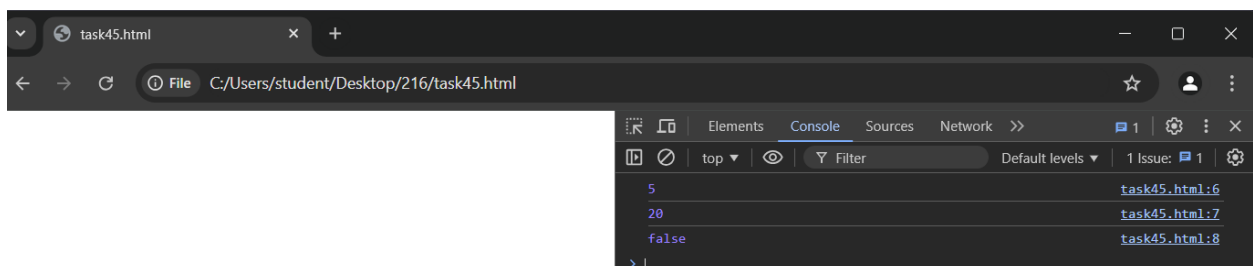 task45.html
File C:/Users/student/Desktop/216/task45.html
Elements Console Sources Network 1
top Filter Default levels 1 Issue: 1
5 task45.html:6
20 task45.html:7
false task45.html:8